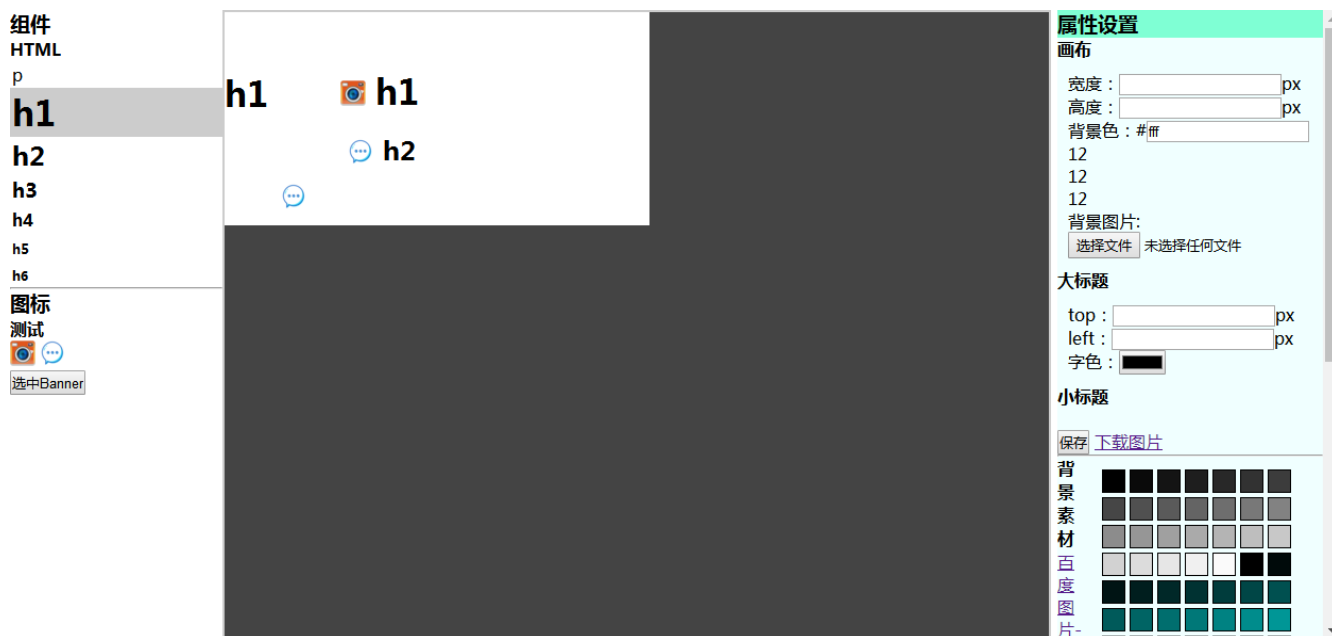 组件
HTML
p
h1
h2
h3
h4
h5
h6
图标
测试
选中Banner
h1
h1
h2
属性设置
画布
宽度：px
高度：px
背景色：#fff
12
12
12
背景图片:
选择文件 未选择任何文件
大标题
top：px
left：px
字色：
小标题
保存 下载图片
背
景
素
材
百
度
图
片-